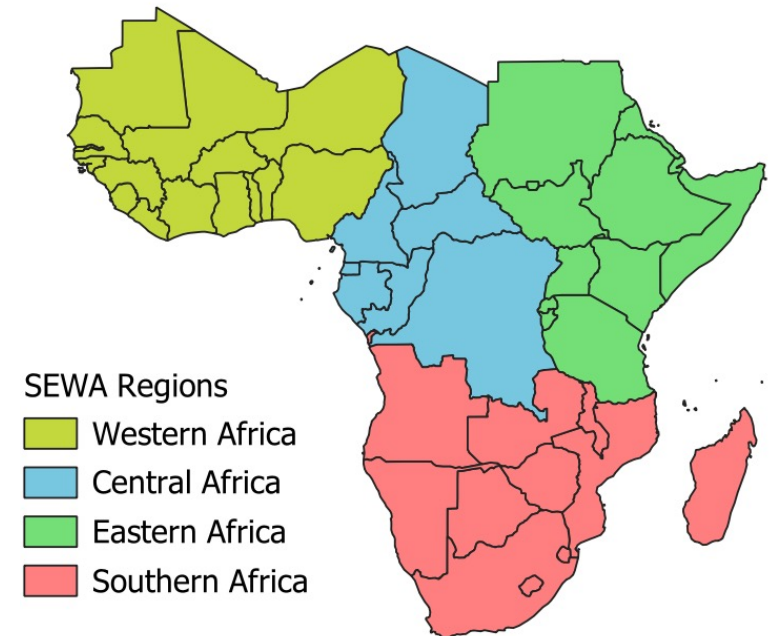 SEWA Regions
Western Africa
Central Africa
Eastern Africa
Southern Africa